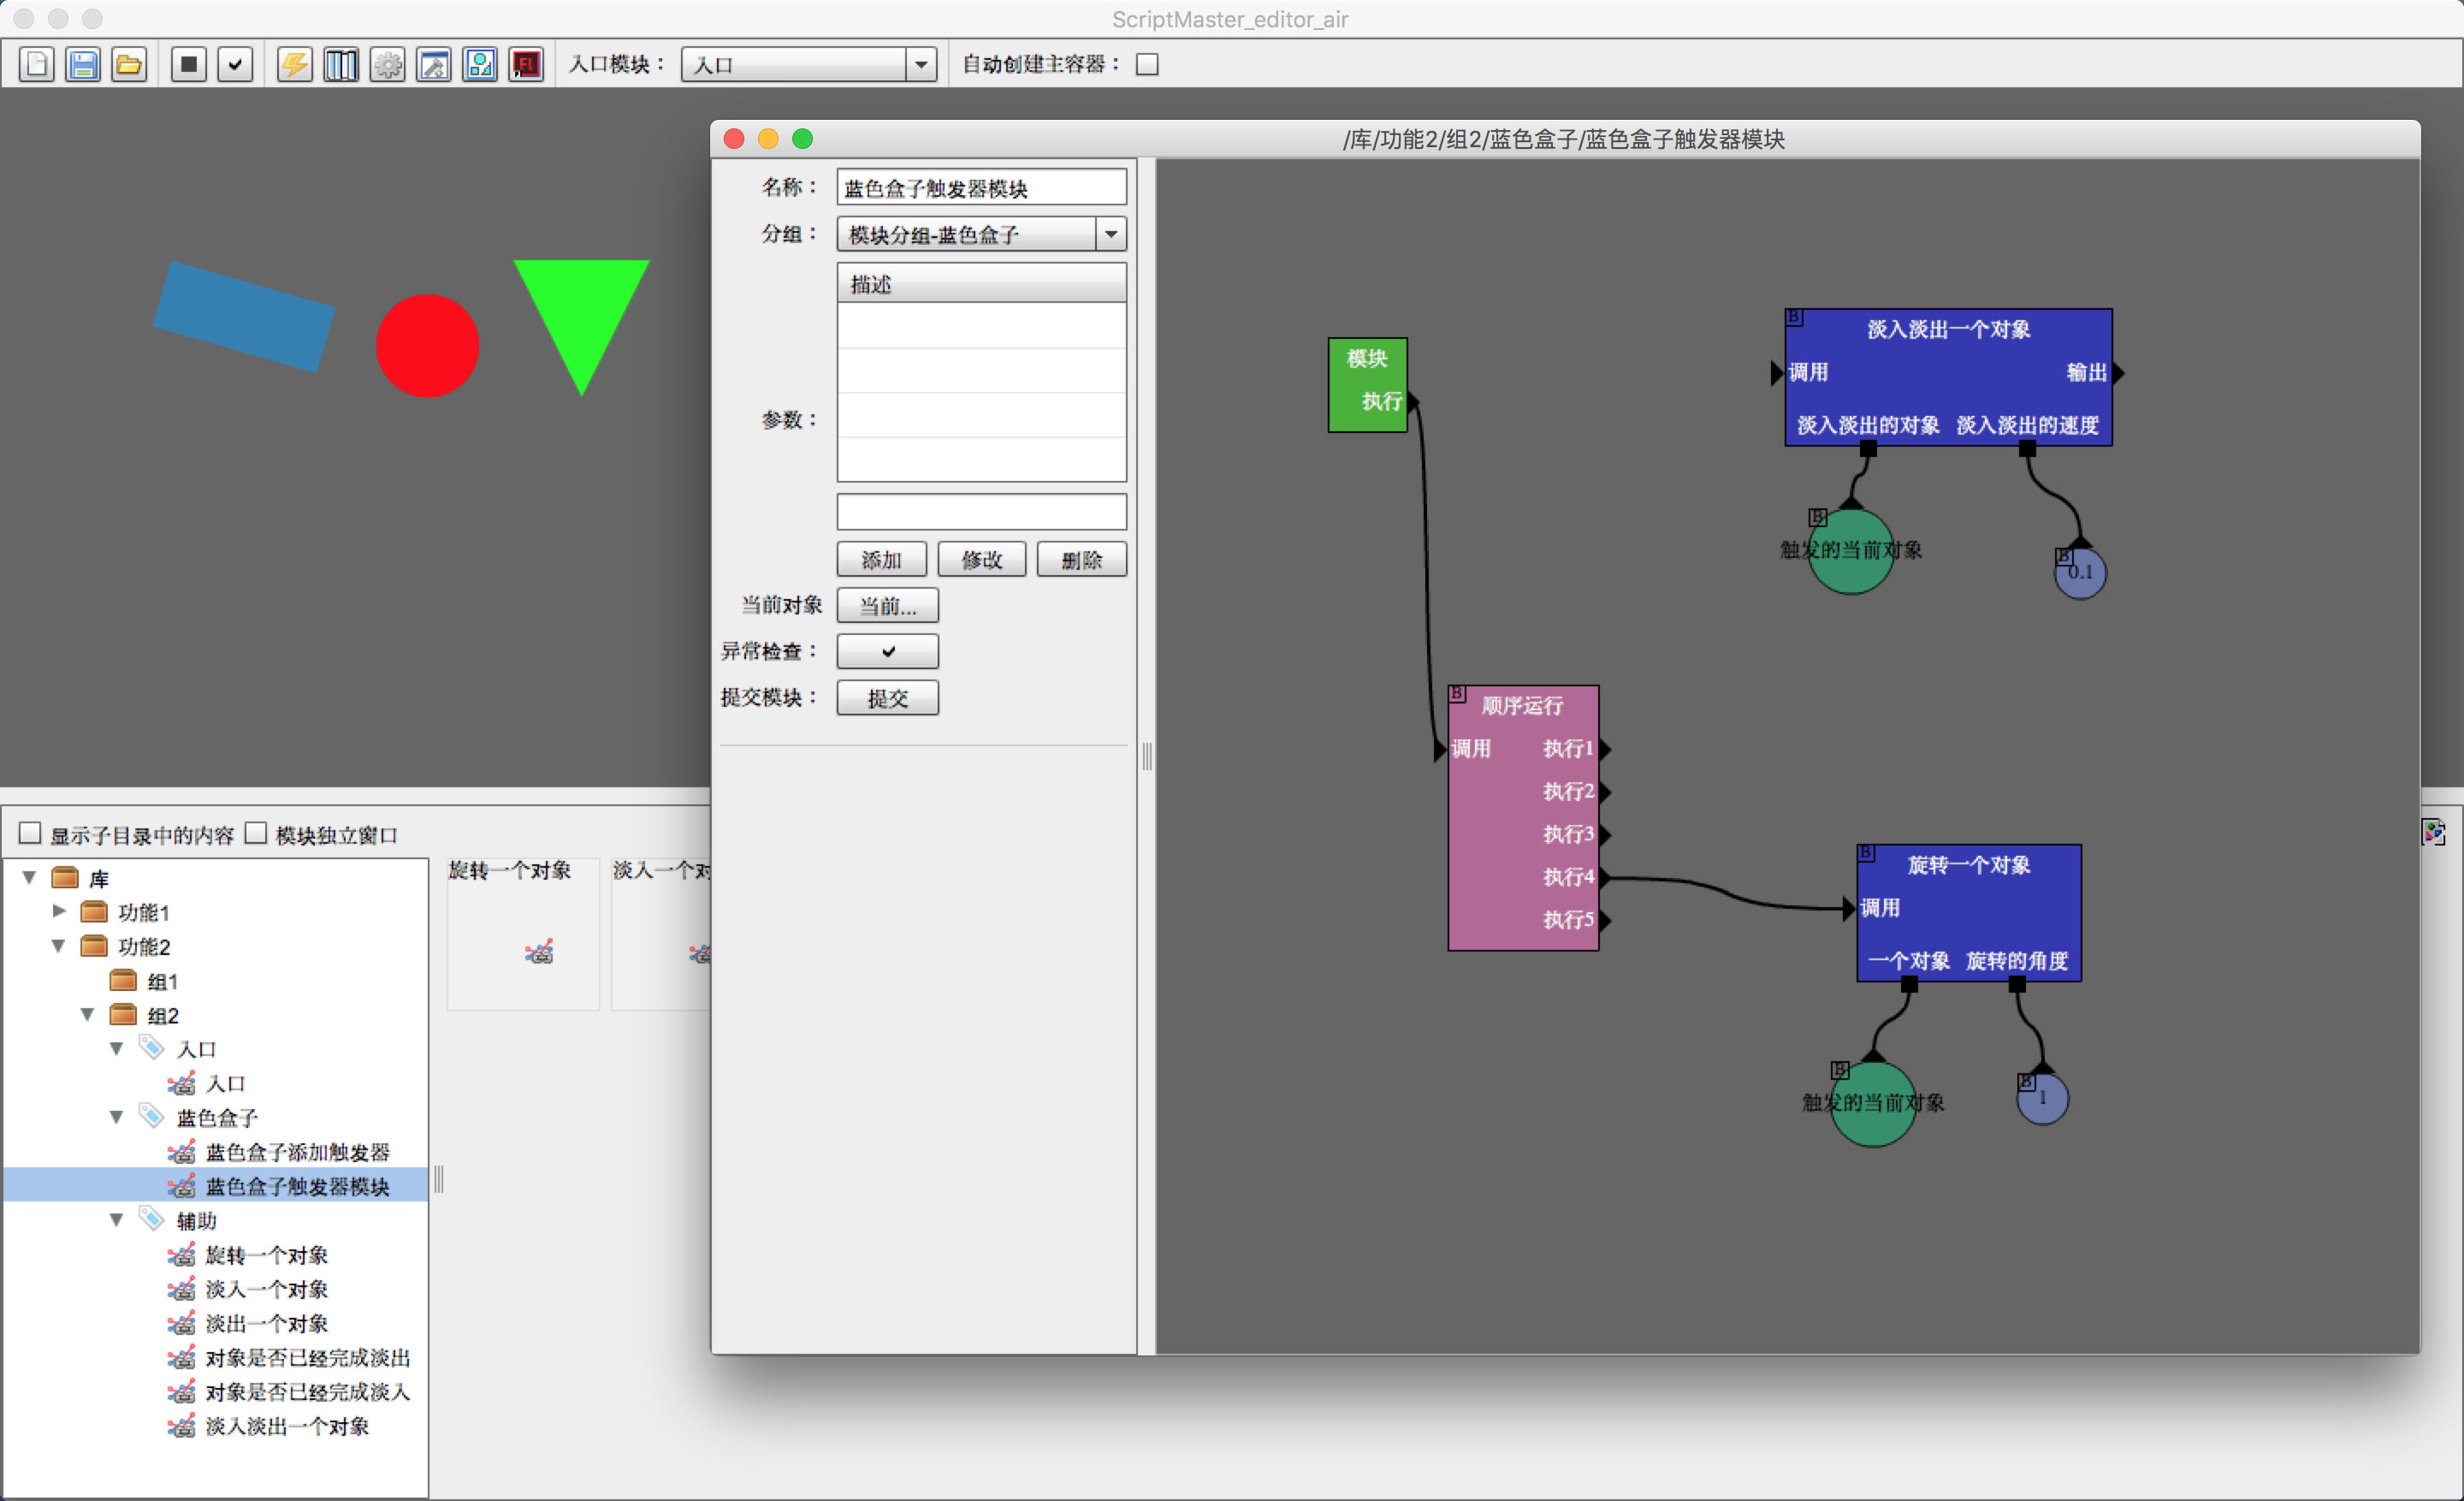 ScriptMaster_editor_air
入口模块： 入口 自动创建主容器：
/库/功能2/组2/蓝色盒子/蓝色盒子触发器模块
名称： 蓝色盒子触发器模块
分组： 模块分组-蓝色盒子
描述
参数：
添加 修改 删除
当前对象 当前...
异常检查：
提交模块： 提交
模块
执行
B
淡入淡出一个对象
调用 输出
淡入淡出的对象 淡入淡出的速度
B
触发的当前对象
B
0.1
B
顺序运行
调用 执行1
执行2
执行3
执行4
执行5
B
旋转一个对象
调用
一个对象 旋转的角度
B
触发的当前对象
B
1
显示子目录中的内容 模块独立窗口
库
功能1
功能2
组1
组2
入口
入口
蓝色盒子
蓝色盒子添加触发器
蓝色盒子触发器模块
辅助
旋转一个对象
淡入一个对象
淡出一个对象
对象是否已经完成淡出
对象是否已经完成淡入
淡入淡出一个对象
旋转一个对象
淡入一个对